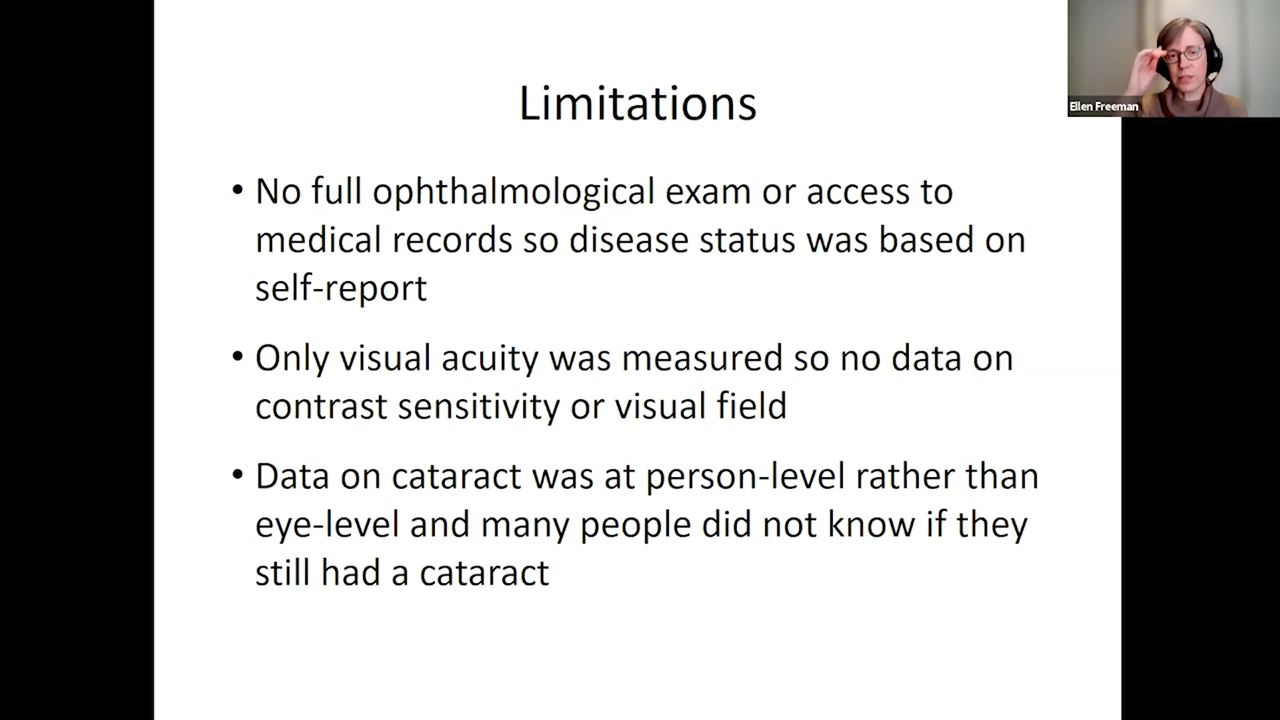 Ellen Freeman
Limitations
• No full ophthalmological exam or access to
medical records so disease status was based on
self-report
• Only visual acuity was measured so no data on
contrast sensitivity or visual field
• Data on cataract was at person-level rather than
eye-level and many people did not know if they
still had a cataract